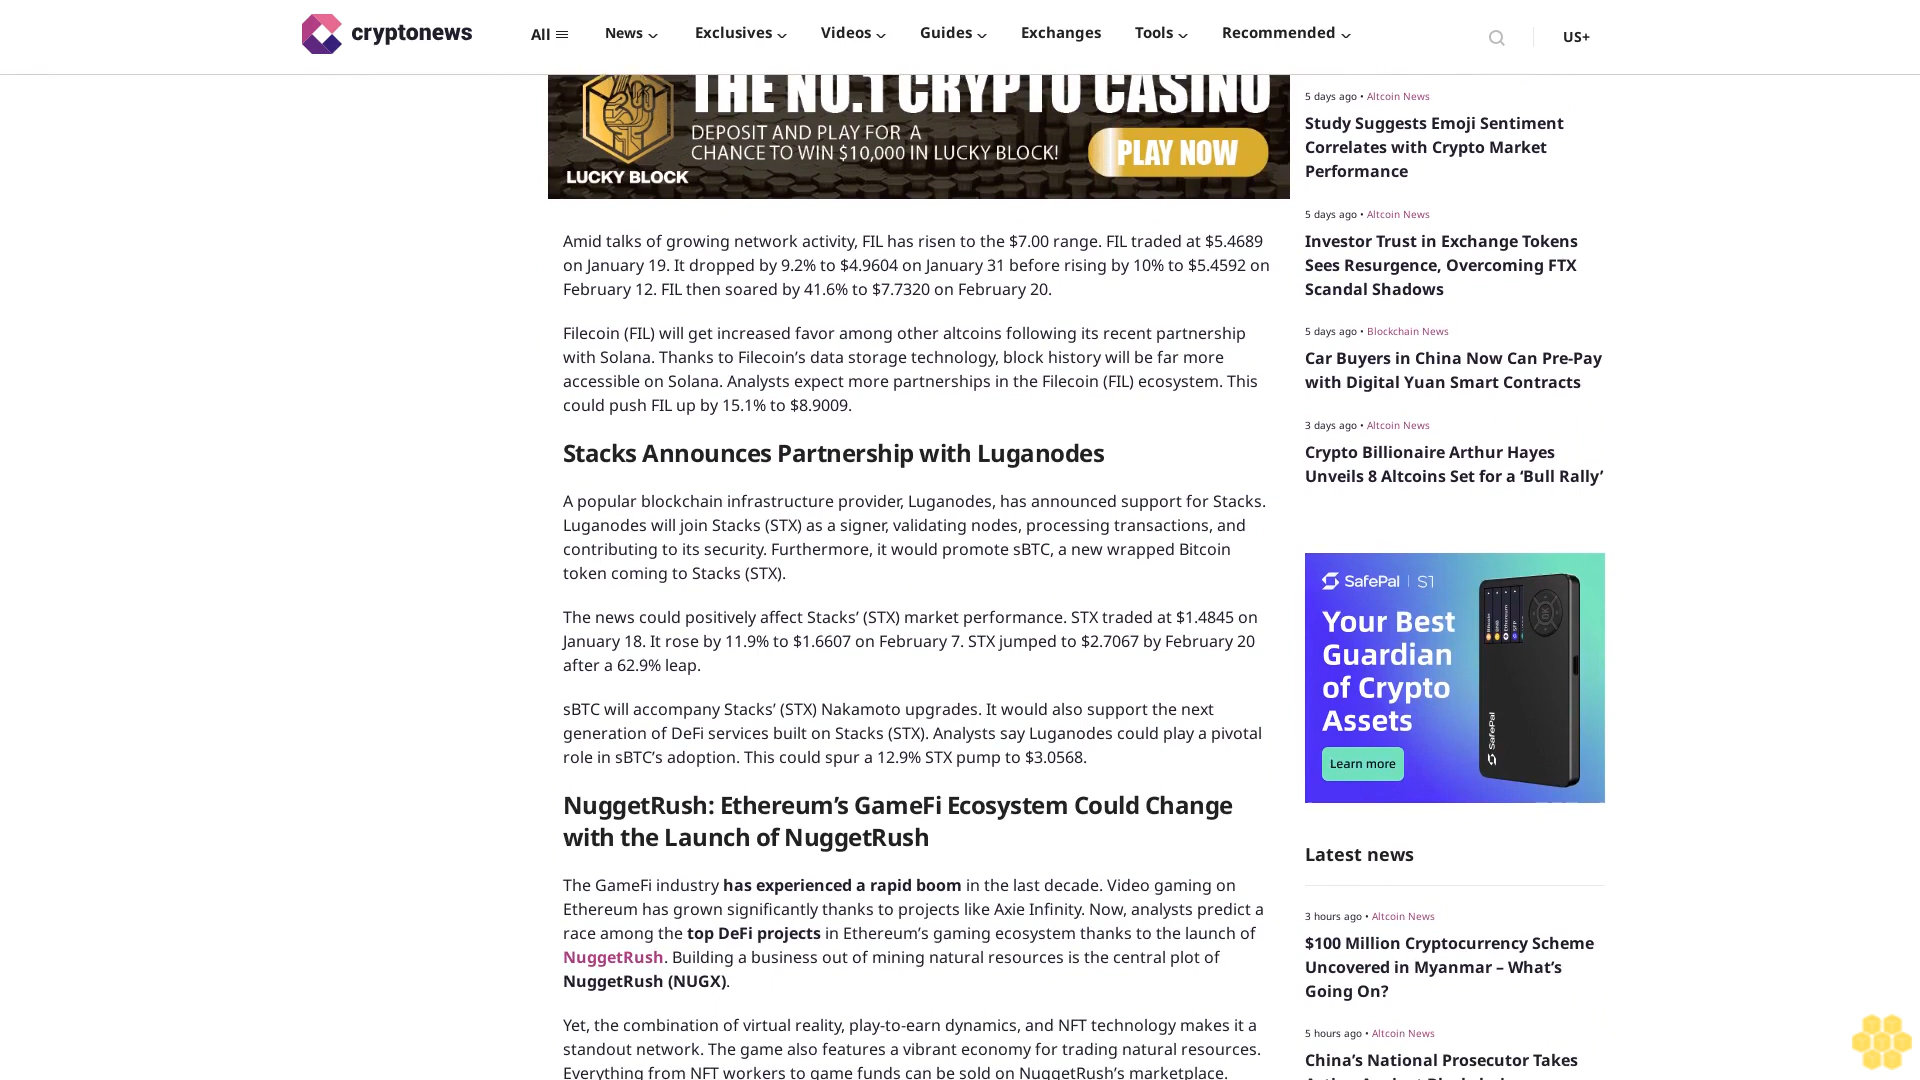 cryptonews
All
News
Exclusives
Videos
Guides
Exchanges
Tools
Recommended
US+
THE NO.1 CRYPTO CASINO
DEPOSIT AND PLAY FOR A
CHANCE TO WIN $10,000 IN LUCKY BLOCK!
PLAY NOW
LUCKY BLOCK
Amid talks of growing network activity, FIL has risen to the $7.00 range. FIL traded at $5.4689
on January 19. It dropped by 9.2% to $4.9604 on January 31 before rising by 10% to $5.4592 on
February 12. FIL then soared by 41.6% to $7.7320 on February 20.
Filecoin (FIL) will get increased favor among other altcoins following its recent partnership
with Solana. Thanks to Filecoin’s data storage technology, block history will be far more
accessible on Solana. Analysts expect more partnerships in the Filecoin (FIL) ecosystem. This
could push FIL up by 15.1% to $8.9009.
Stacks Announces Partnership with Luganodes
A popular blockchain infrastructure provider, Luganodes, has announced support for Stacks.
Luganodes will join Stacks (STX) as a signer, validating nodes, processing transactions, and
contributing to its security. Furthermore, it would promote sBTC, a new wrapped Bitcoin
token coming to Stacks (STX).
The news could positively affect Stacks’ (STX) market performance. STX traded at $1.4845 on
January 18. It rose by 11.9% to $1.6607 on February 7. STX jumped to $2.7067 by February 20
after a 62.9% leap.
sBTC will accompany Stacks’ (STX) Nakamoto upgrades. It would also support the next
generation of DeFi services built on Stacks (STX). Analysts say Luganodes could play a pivotal
role in sBTC’s adoption. This could spur a 12.9% STX pump to $3.0568.
NuggetRush: Ethereum’s GameFi Ecosystem Could Change
with the Launch of NuggetRush
The GameFi industry has experienced a rapid boom in the last decade. Video gaming on
Ethereum has grown significantly thanks to projects like Axie Infinity. Now, analysts predict a
race among the top DeFi projects in Ethereum’s gaming ecosystem thanks to the launch of
NuggetRush. Building a business out of mining natural resources is the central plot of
NuggetRush (NUGX).
Yet, the combination of virtual reality, play-to-earn dynamics, and NFT technology makes it a
standout network. The game also features a vibrant economy for trading natural resources.
Everything from NFT workers to game funds can be sold on NuggetRush’s marketplace.
5 days ago • Altcoin News
Study Suggests Emoji Sentiment
Correlates with Crypto Market
Performance
5 days ago • Altcoin News
Investor Trust in Exchange Tokens
Sees Resurgence, Overcoming FTX
Scandal Shadows
5 days ago • Blockchain News
Car Buyers in China Now Can Pre-Pay
with Digital Yuan Smart Contracts
3 days ago • Altcoin News
Crypto Billionaire Arthur Hayes
Unveils 8 Altcoins Set for a ‘Bull Rally’
SafePal | S1
Your Best
Guardian
of Crypto
Assets
Learn more
SafePal
Latest news
3 hours ago • Altcoin News
$100 Million Cryptocurrency Scheme
Uncovered in Myanmar – What’s
Going On?
5 hours ago • Altcoin News
China’s National Prosecutor Takes